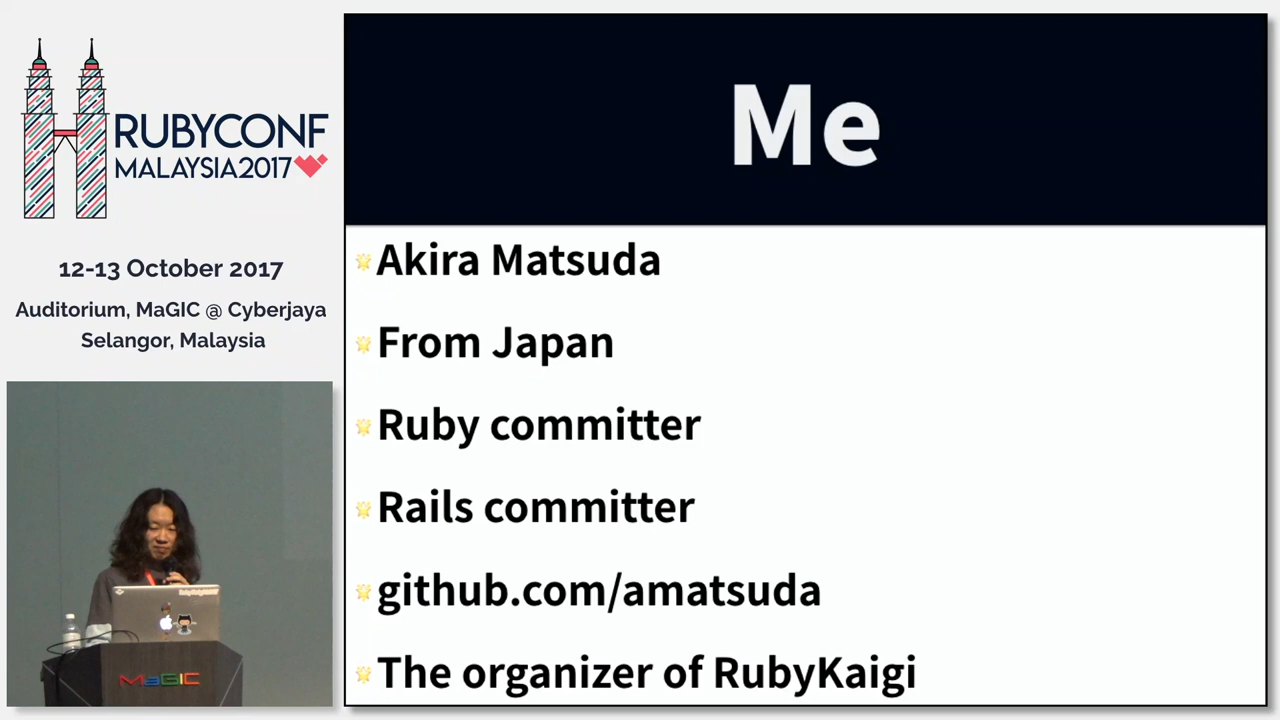 RUBYCONF
MALAYSIA2017
12-13 October 2017
Auditorium, MaGIC @ Cyberjaya
Selangor, Malaysia
MaGIC
Me
Akira Matsuda
From Japan
Ruby committer
Rails committer
github.com/amatsuda
The organizer of RubyKaigi